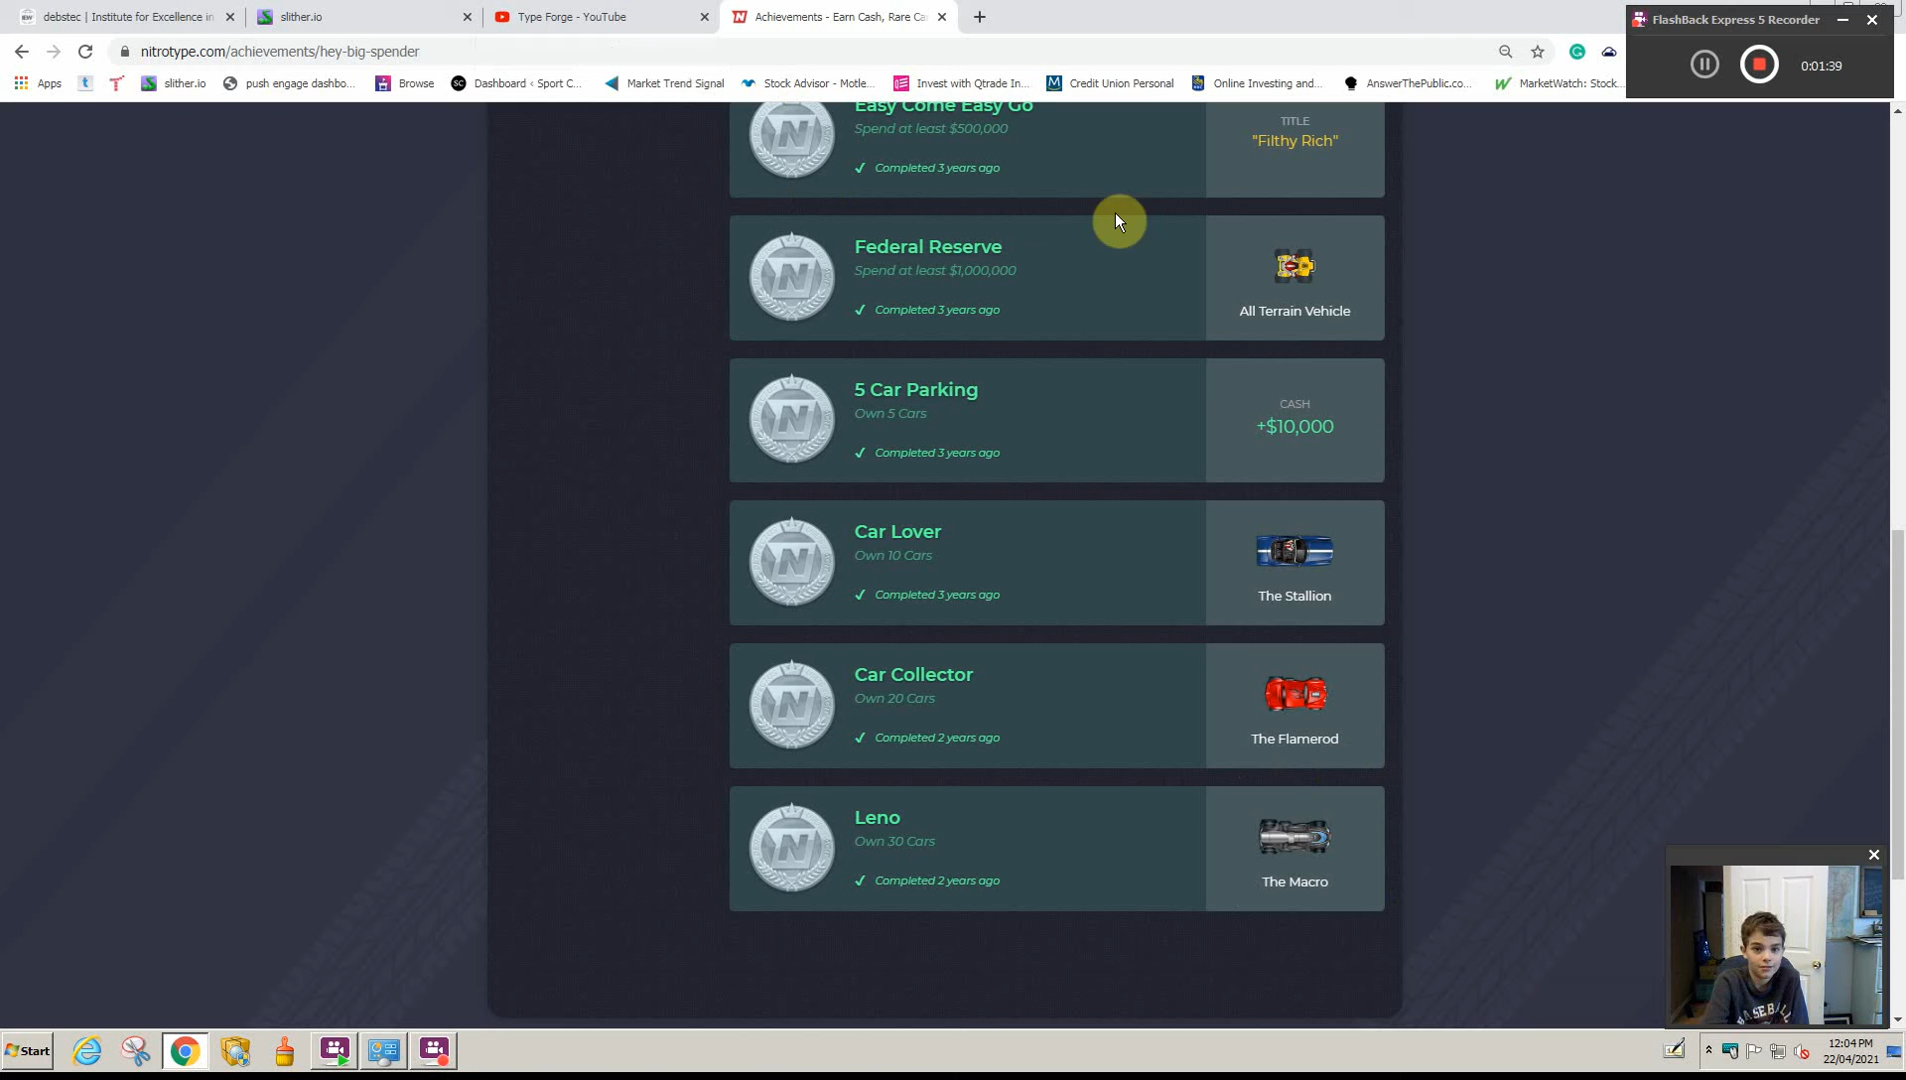 debstec | Institute for Excellence in
slither.io
Type Forge - YouTube
Achievements - Earn Cash, Rare Ca
FlashBack Express 5 Recorder
nitrotype.com/achievements/hey-big-spender
0:01:39
Apps
slither.io
push engage dashbo...
Browse
Dashboard ‹ Sport C...
Market Trend Signal
Stock Advisor - Motle...
Invest with Qtrade In...
Credit Union Personal
Online Investing and...
AnswerThePublic.co...
MarketWatch: Stock...
Easy Come Easy Go
Spend at least $500,000
Completed 3 years ago
TITLE
"Filthy Rich"
Federal Reserve
Spend at least $1,000,000
Completed 3 years ago
All Terrain Vehicle
5 Car Parking
Own 5 Cars
Completed 3 years ago
CASH
+$10,000
Car Lover
Own 10 Cars
Completed 3 years ago
The Stallion
Car Collector
Own 20 Cars
Completed 2 years ago
The Flamerod
Leno
Own 30 Cars
Completed 2 years ago
The Macro
Start
12:04 PM
22/04/2021